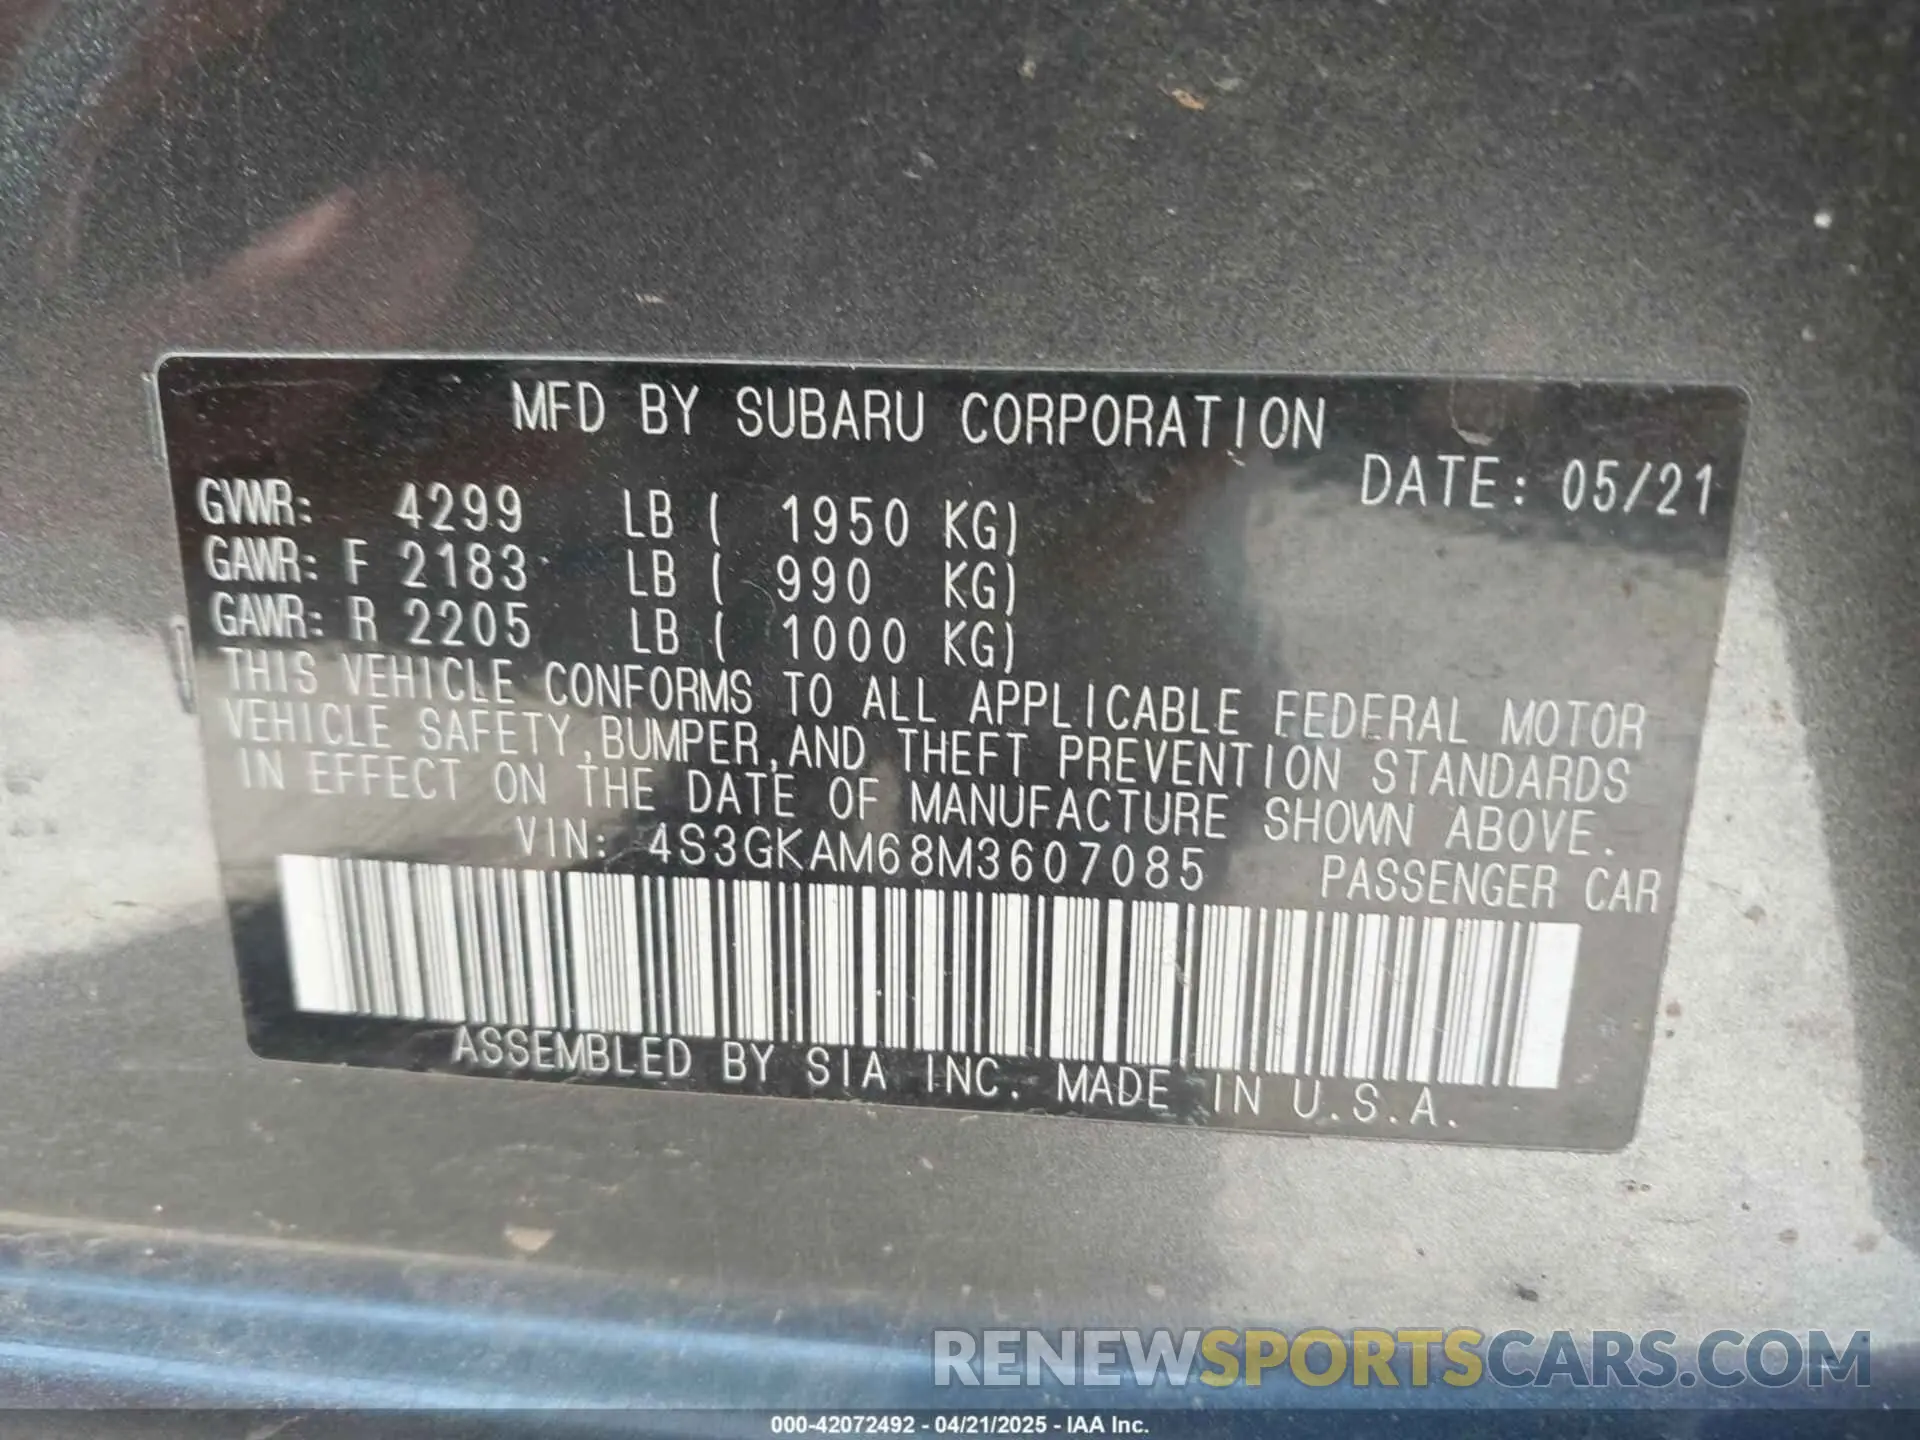 MFD BY SUBARU CORPORATION
DATE: 05/21
GVWR: 4299 LB ( 1950 KG)
GAWR: F 2183 LB ( 990 KG)
GAWR: R 2205 LB ( 1000 KG)
THIS VEHICLE CONFORMS TO ALL APPLICABLE FEDERAL MOTOR
VEHICLE SAFETY,BUMPER,AND THEFT PREVENTION STANDARDS
IN EFFECT ON THE DATE OF MANUFACTURE SHOWN ABOVE.
VIN: 4S3GKAM68M3607085 PASSENGER CAR
ASSEMBLED BY SIA INC. MADE IN U.S.A.
RENEWSPORTSCARS.COM
000-42072492 - 04/21/2025 - IAA Inc.